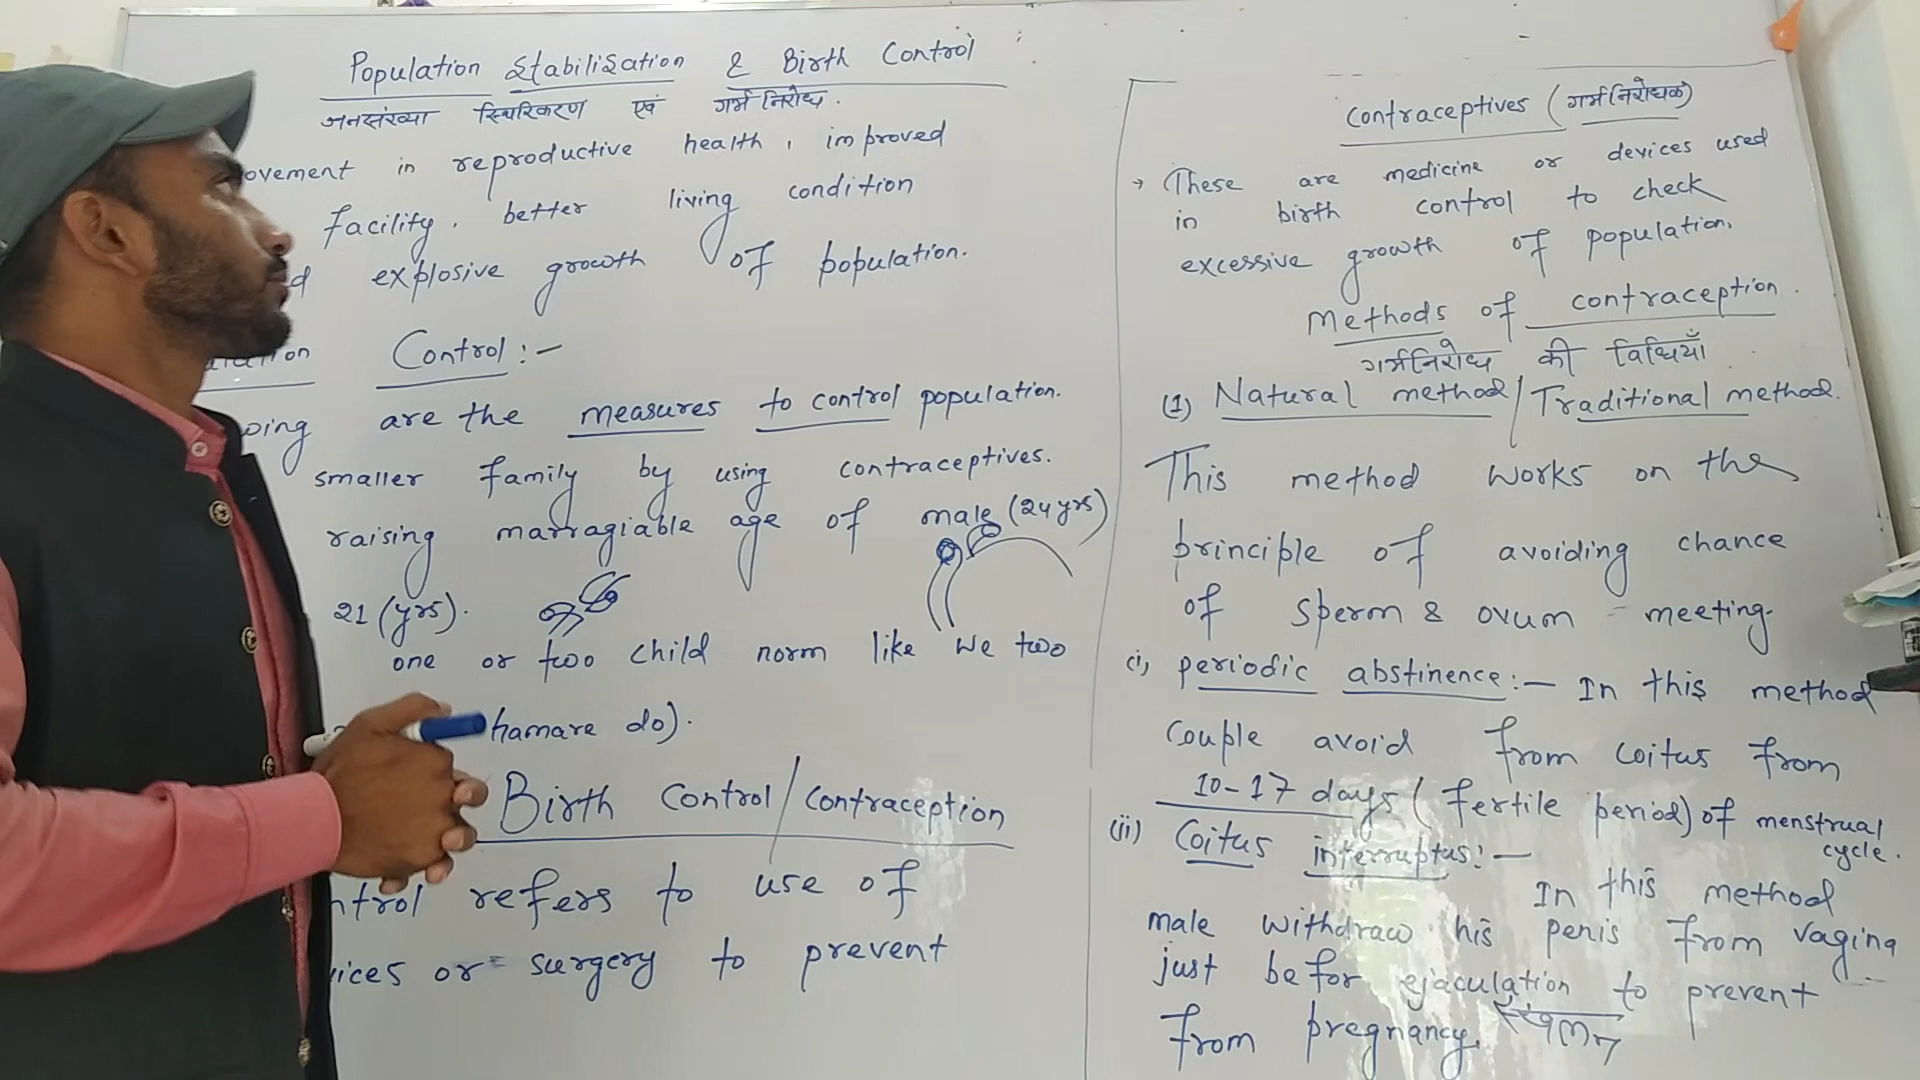 Population Stabilisation & Birth Control
जनसंख्या स्थिरिकरण एवं गर्भ निरोध.
ovement in reproductive health, improved
facility. better living condition
d explosive growth of population.
Control:-
are the measures to control population.
smaller family by using contraceptives.
raising marragiable age of male (24 yrs)
21 (yrs).
one or two child norm like we two
hamare do).
Birth Control / Contraception
ntrol refers to use of
ices or surgery to prevent
Contraceptives (गर्भनिरोधक)
→ These are medicine or devices used
in birth control to check
excessive growth of population.
Methods of contraception.
गर्भनिरोध की विधियाँ
(1) Natural method / Traditional method.
This method works on the
principle of avoiding chance
of sperm & ovum meeting.
(i) periodic abstinence:- In this method
couple avoid from coitus from
10-17 days (fertile period) of menstrual
cycle.
(ii) Coitus interruptus:-
In this method
male withdraw his penis from vagina
just befor ejaculation to prevent
from pregnancy. स्खलन